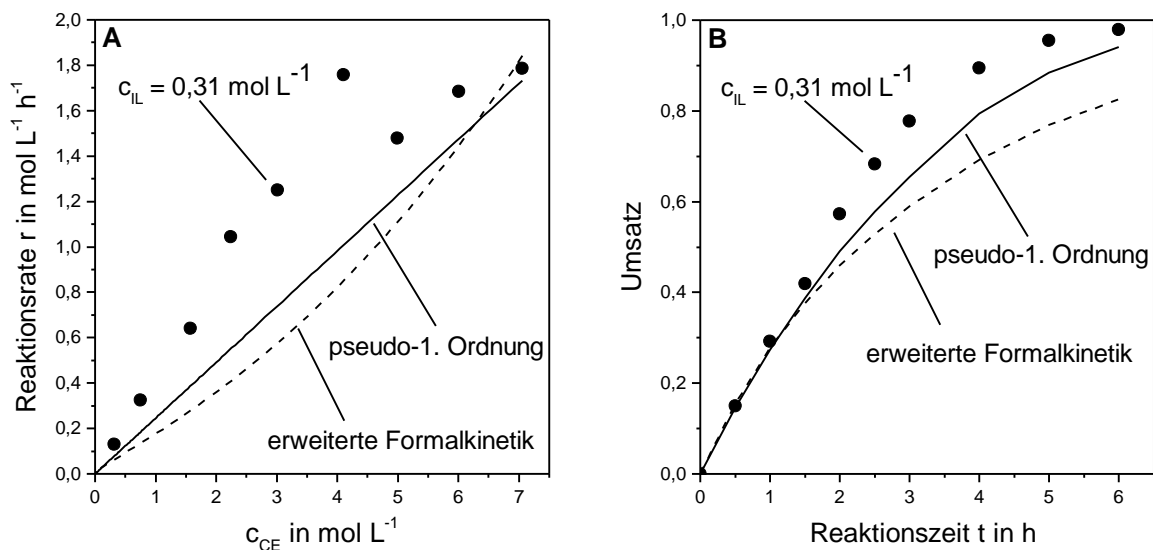 A
2,0
1,8
1,6
1,4
1,2
1,0
0,8
0,6
0,4
0,2
0,0
Reaktionsrate r in mol L⁻¹ h⁻¹
c_IL = 0,31 mol L⁻¹
pseudo-1. Ordnung
erweiterte Formalkinetik
0 1 2 3 4 5 6 7
c_CE in mol L⁻¹
B
1,0
0,8
0,6
0,4
0,2
0,0
Umsatz
c_IL = 0,31 mol L⁻¹
pseudo-1. Ordnung
erweiterte Formalkinetik
0 1 2 3 4 5 6
Reaktionszeit t in h